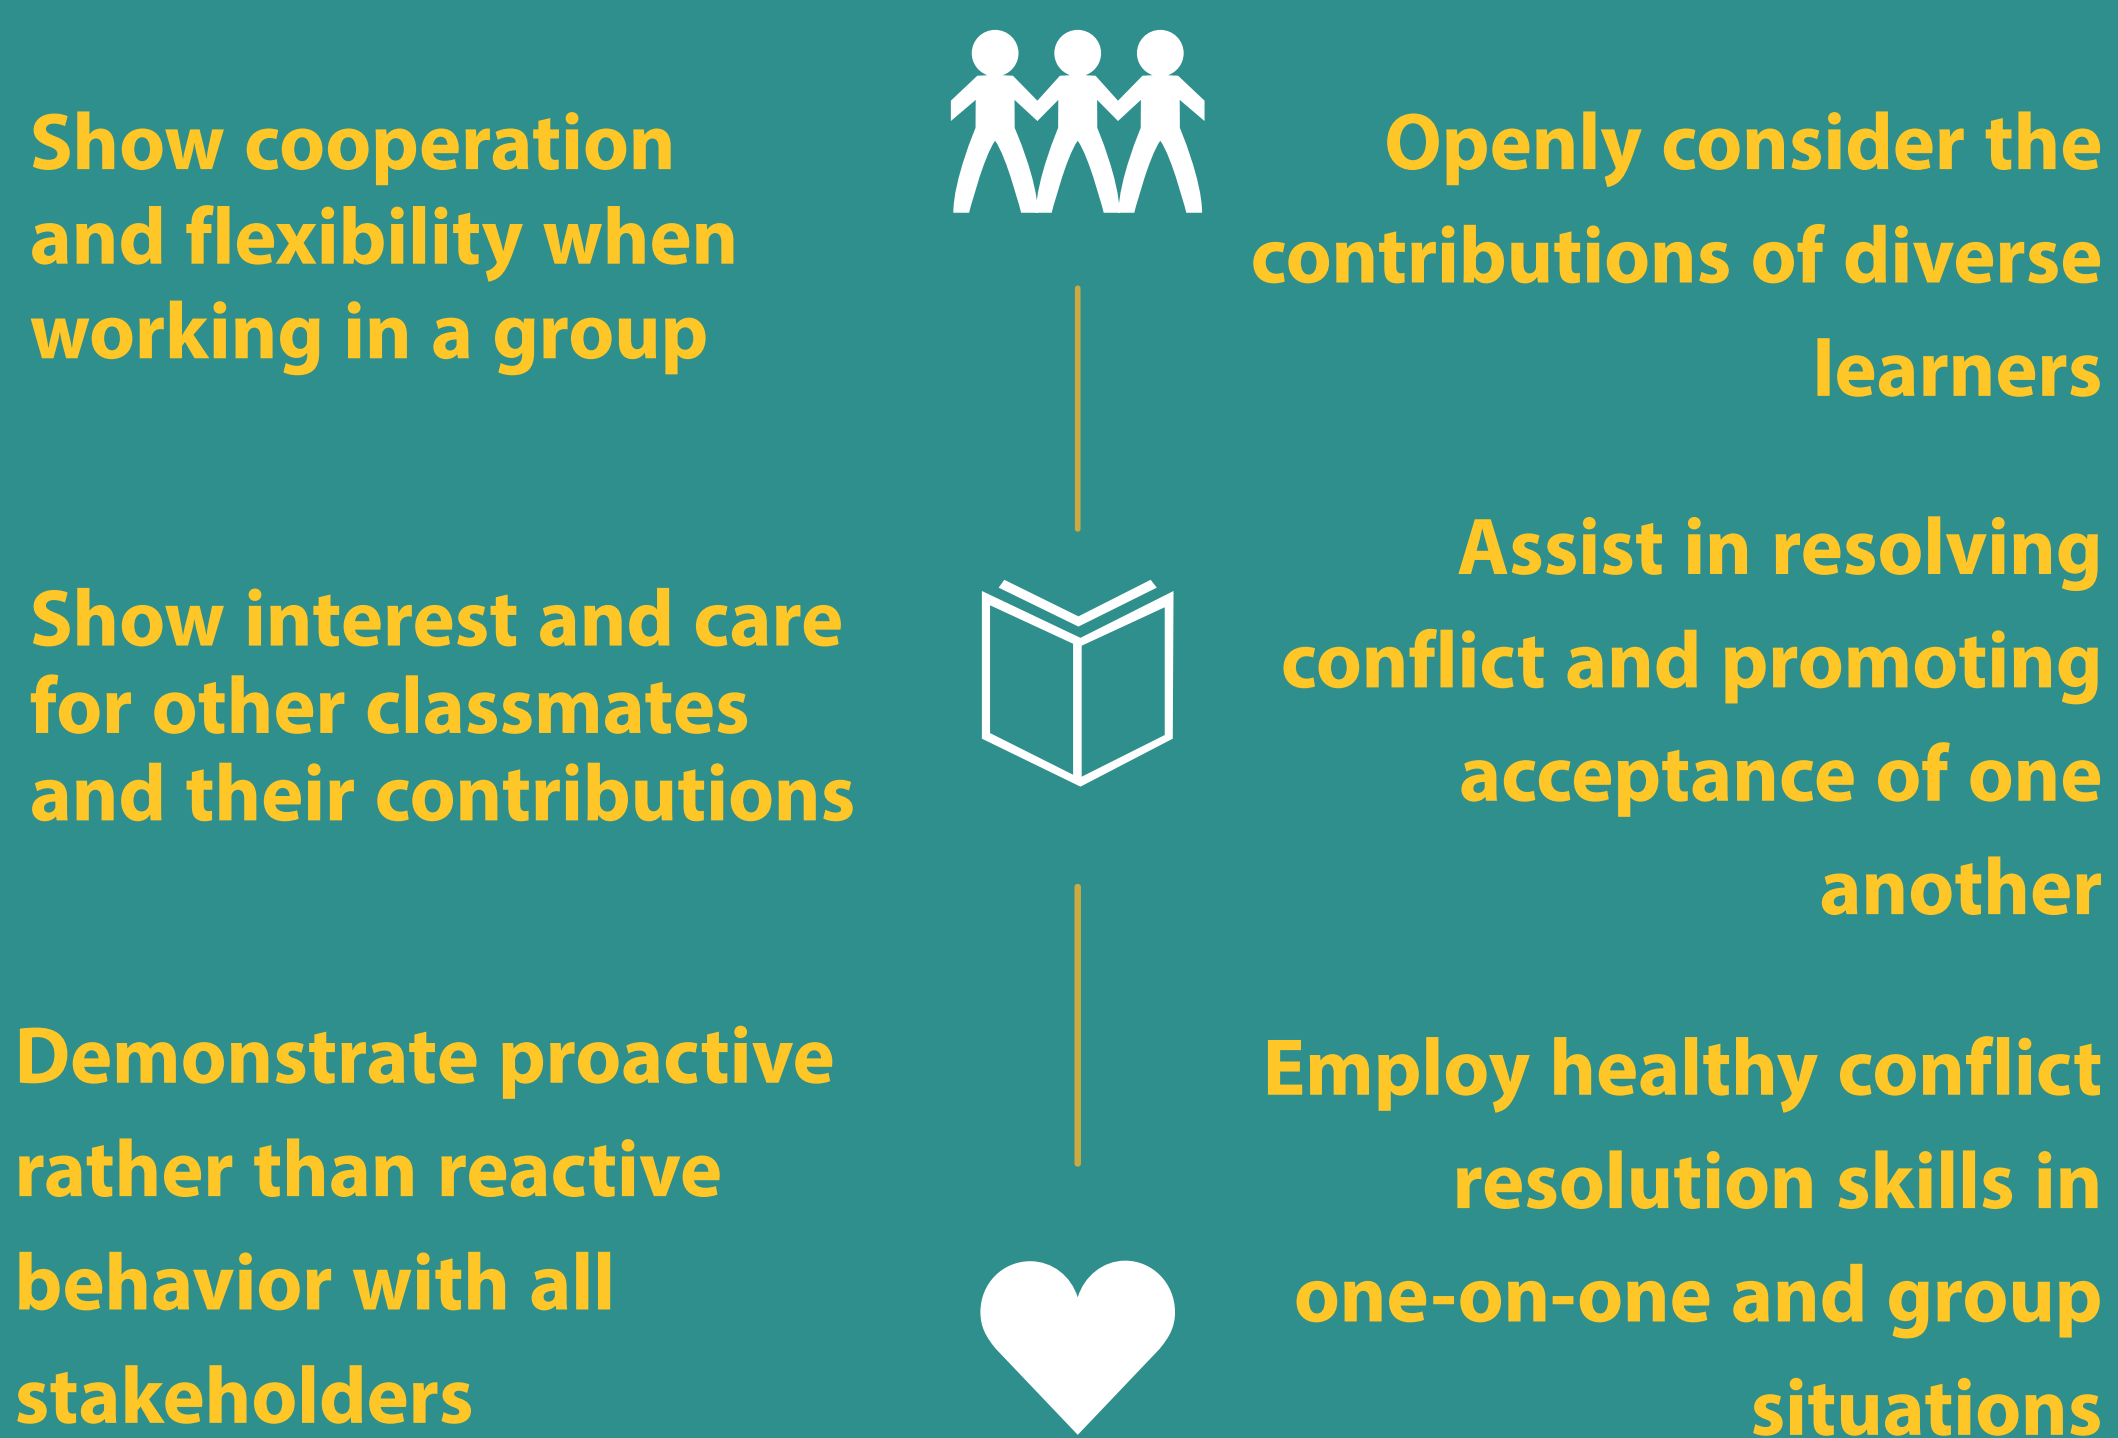 Show cooperation
and flexibility when
working in a group
Openly consider the
contributions of diverse
learners
Show interest and care
for other classmates
and their contributions
Assist in resolving
conflict and promoting
acceptance of one
another
Demonstrate proactive
rather than reactive
behavior with all
stakeholders
Employ healthy conflict
resolution skills in
one-on-one and group
situations